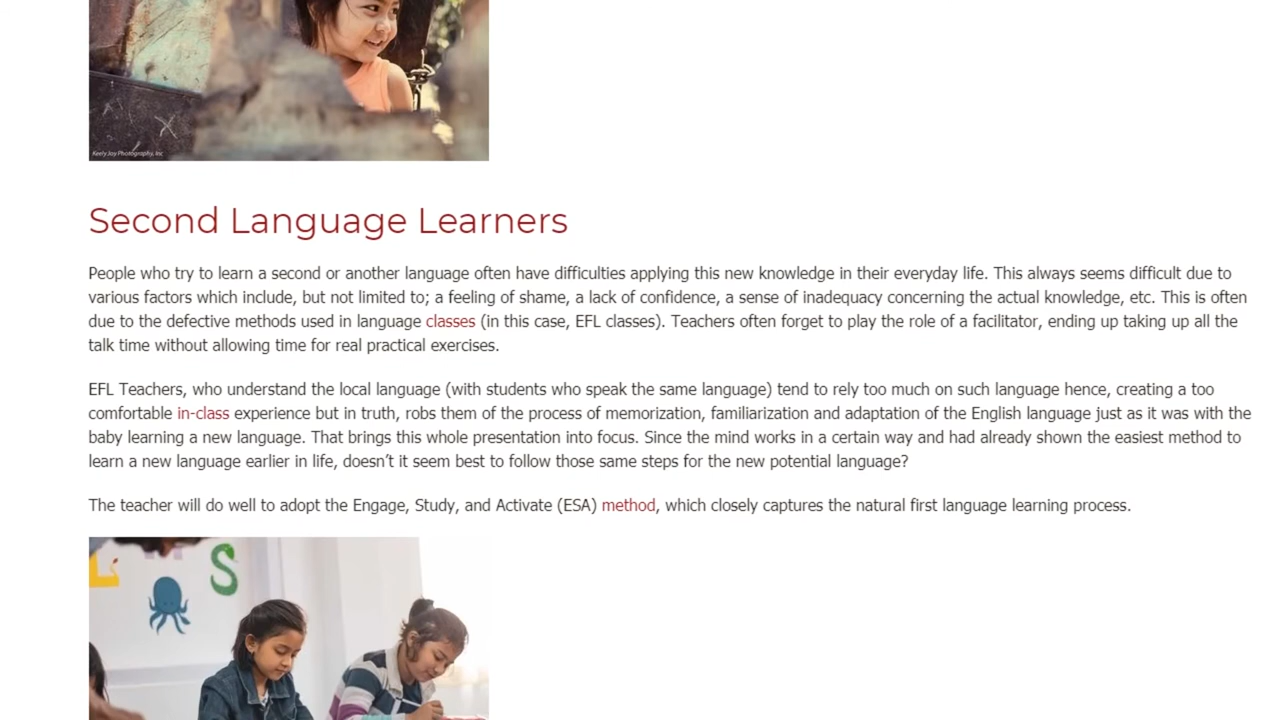 Keely Joy Photography, Inc
Second Language Learners
People who try to learn a second or another language often have difficulties applying this new knowledge in their everyday life. This always seems difficult due to
various factors which include, but not limited to; a feeling of shame, a lack of confidence, a sense of inadequacy concerning the actual knowledge, etc. This is often
due to the defective methods used in language classes (in this case, EFL classes). Teachers often forget to play the role of a facilitator, ending up taking up all the
talk time without allowing time for real practical exercises.
EFL Teachers, who understand the local language (with students who speak the same language) tend to rely too much on such language hence, creating a too
comfortable in-class experience but in truth, robs them of the process of memorization, familiarization and adaptation of the English language just as it was with the
baby learning a new language. That brings this whole presentation into focus. Since the mind works in a certain way and had already shown the easiest method to
learn a new language earlier in life, doesn't it seem best to follow those same steps for the new potential language?
The teacher will do well to adopt the Engage, Study, and Activate (ESA) method, which closely captures the natural first language learning process.
S